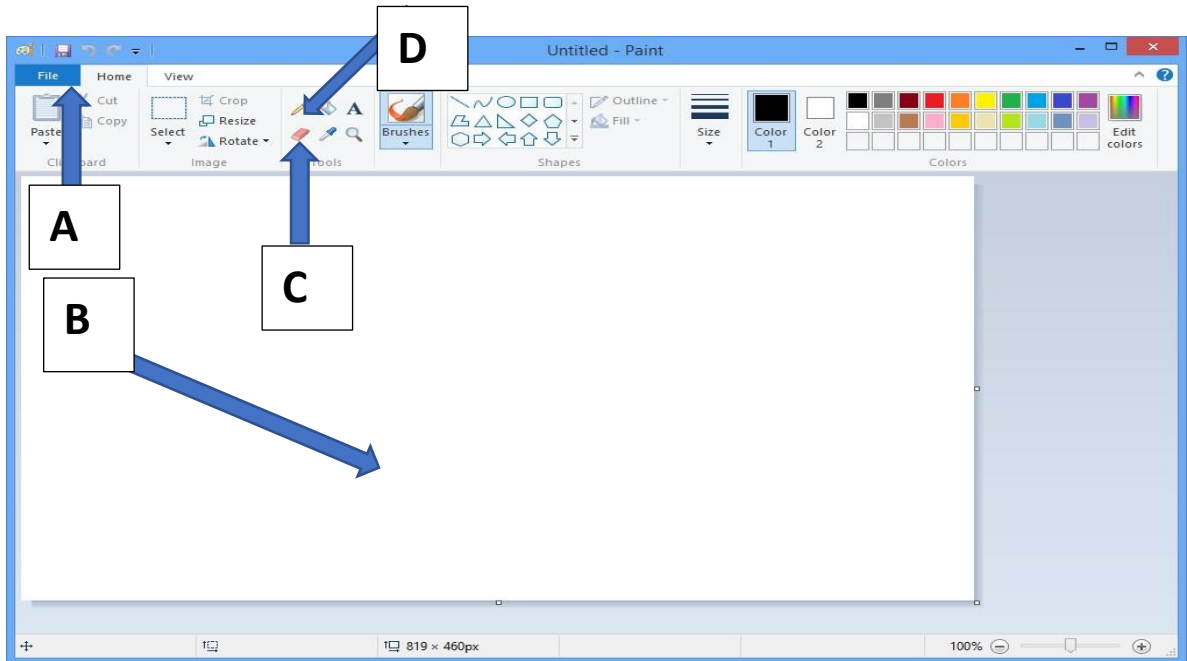 D
Untitled - Paint
File Home View
Cut
Copy
Paste
Select
Crop
Resize
Rotate
A
Brushes
Outline
Fill
Size
Color 1
Color 2
Edit colors
Image
Shapes
Colors
A
C
B
819 × 460px
100%